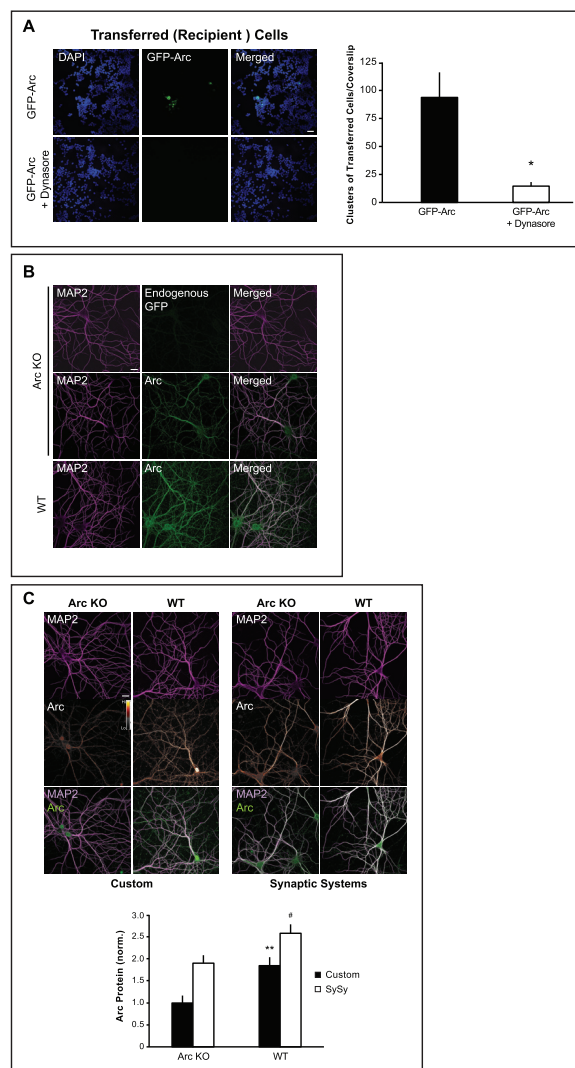 A
Transferred (Recipient ) Cells
DAPI
GFP-Arc
Merged
GFP-Arc
GFP-Arc
+ Dynasore
Clusters of Transferred Cells/Coverslip
125
100
75
50
25
0
*
GFP-Arc
GFP-Arc
+ Dynasore
B
MAP2
Endogenous
GFP
Merged
Arc KO
MAP2
Arc
Merged
WT
MAP2
Arc
Merged
C
Arc KO
WT
Arc KO
WT
MAP2
MAP2
Arc
Hi
Lo
Arc
MAP2
Arc
MAP2
Arc
Custom
Synaptic Systems
Arc Protein (norm.)
3.0
2.5
2.0
1.5
1.0
0.5
0
**
#
Custom
SySy
Arc KO
WT